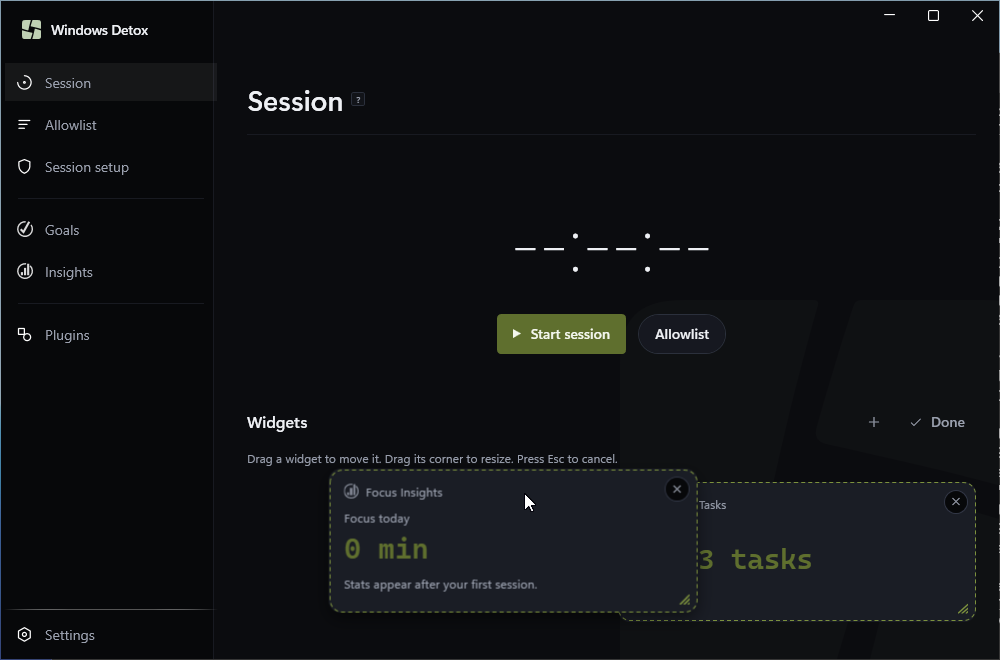 Windows Detox
Session
Allowlist
Session setup
Goals
Insights
Plugins
Settings
Session ?
――:――:――
Start session
Allowlist
Widgets
Done
Drag a widget to move it. Drag its corner to resize. Press Esc to cancel.
Focus Insights
Focus today
0 min
Stats appear after your first session.
Tasks
3 tasks